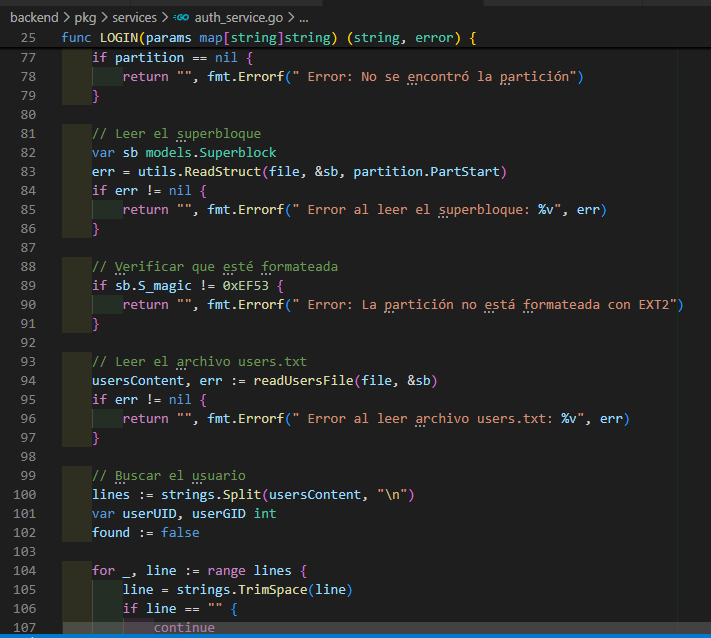 backend > pkg > services > auth_service.go > ...
25 func LOGIN(params map[string]string) (string, error) {
77 if partition == nil {
78 return "", fmt.Errorf(" Error: No se encontró la partición")
79 }
80
81 // Leer el superbloque
82 var sb models.Superblock
83 err = utils.ReadStruct(file, &sb, partition.PartStart)
84 if err != nil {
85 return "", fmt.Errorf(" Error al leer el superbloque: %v", err)
86 }
87
88 // Verificar que esté formateada
89 if sb.S_magic != 0xEF53 {
90 return "", fmt.Errorf(" Error: La partición no está formateada con EXT2")
91 }
92
93 // Leer el archivo users.txt
94 usersContent, err := readUsersFile(file, &sb)
95 if err != nil {
96 return "", fmt.Errorf(" Error al leer archivo users.txt: %v", err)
97 }
98
99 // Buscar el usuario
100 lines := strings.Split(usersContent, "\n")
101 var userUID, userGID int
102 found := false
103
104 for _, line := range lines {
105 line = strings.TrimSpace(line)
106 if line == "" {
107 continue